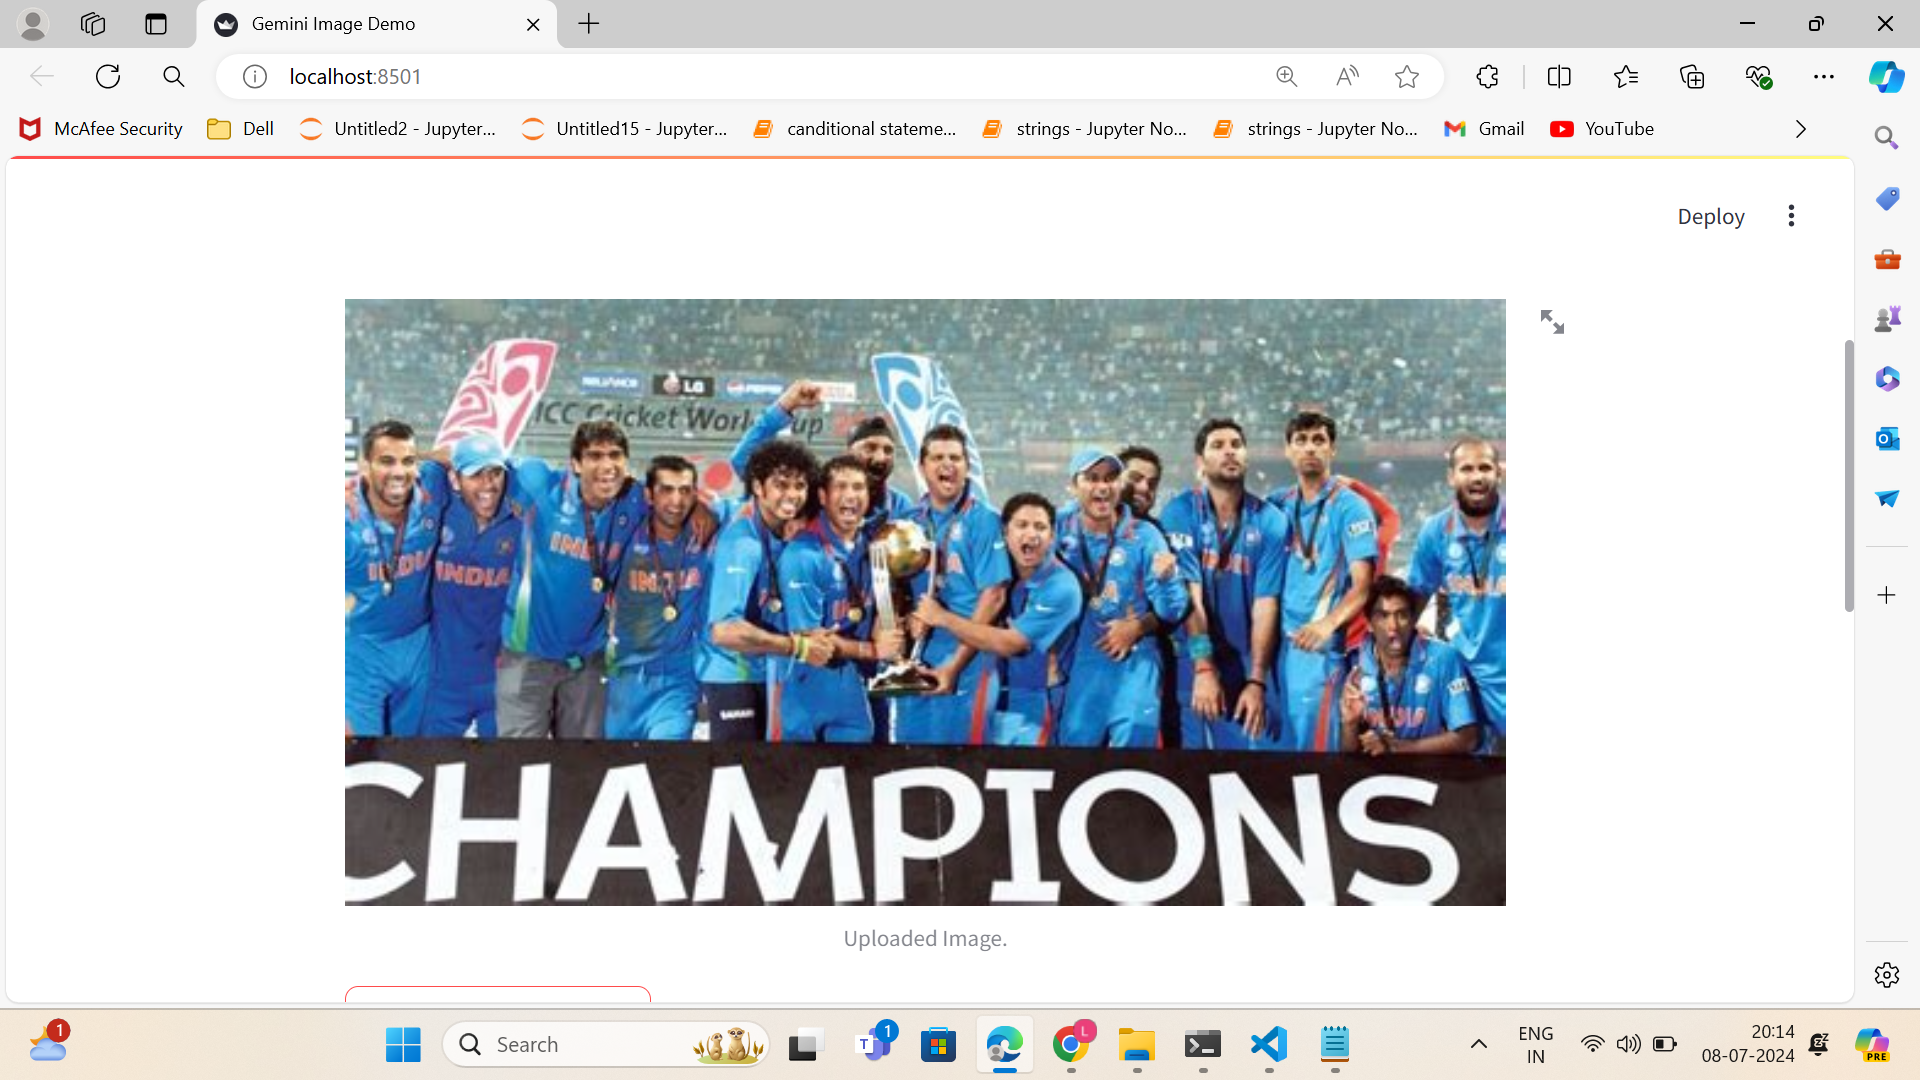 Gemini Image Demo
localhost:8501
McAfee Security
Dell
Untitled2 - Jupyter...
Untitled15 - Jupyter...
canditional stateme...
strings - Jupyter No...
strings - Jupyter No...
Gmail
YouTube
Deploy
RELIANCE
LG
PEPSI
ICC Cricket World Cup
INDIA
INDIA
INDIA
SAHARA
INDIA
CHAMPIONS
Uploaded Image.
1
Search
T
1
L
ENG
IN
20:14
08-07-2024
PRE